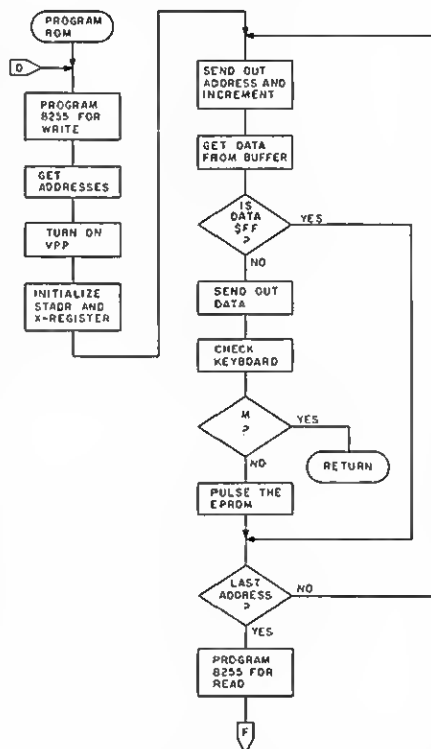 PROGRAM
ROM
D
PROGRAM
8255 FOR
WRITE
GET
ADDRESSES
TURN ON
VPP
INITIALIZE
STADR AND
X-REGISTER
SEND OUT
ADDRESS AND
INCREMENT
GET DATA
FROM BUFFER
IS
DATA
$FF
?
YES
NO
SEND OUT
DATA
CHECK
KEYBOARD
M
?
YES
NO
RETURN
PULSE THE
EPROM
LAST
ADDRESS
?
NO
YES
PROGRAM
8255 FOR
READ
F